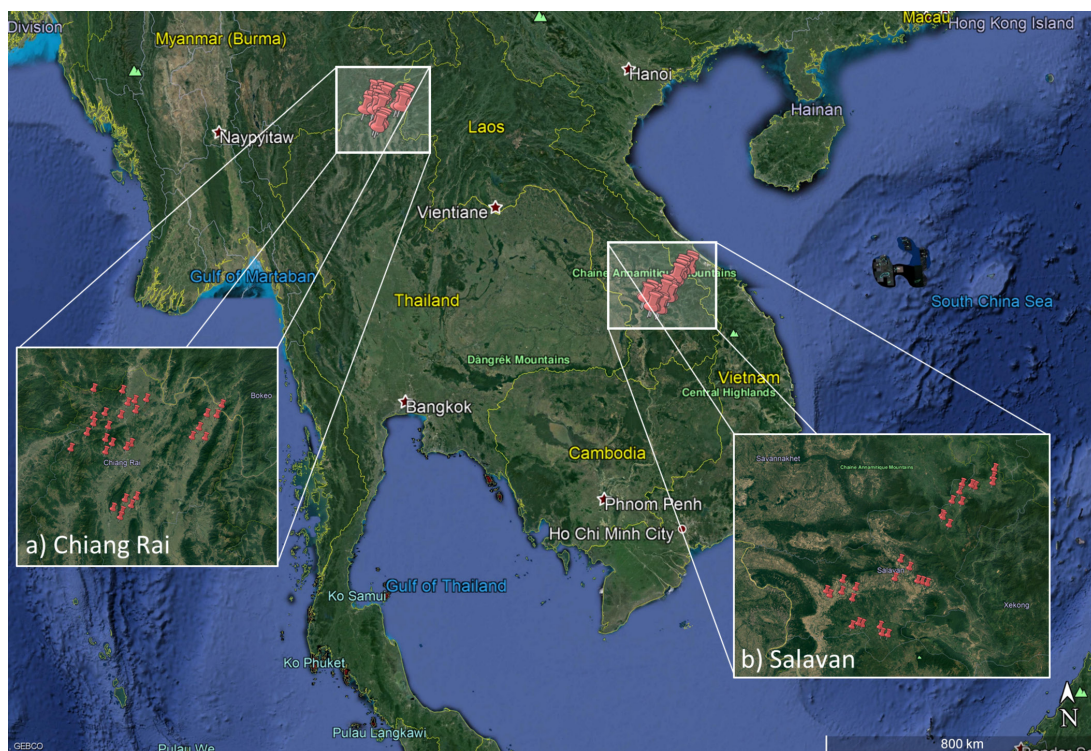 Division
Myanmar (Burma)
Macau
Hong Kong Island
Hanoi
Hainan
Laos
Naypyitaw
Vientiane
Gulf of Martaban
Chaîne Annamitique Mountains
South China Sea
Thailand
Dângrêk Mountains
Vietnam
Central Highlands
Bokeo
Bangkok
Cambodia
Chiang Rai
Savannakhet
Chaîne Annamitique Mountains
Phnom Penh
Ho Chi Minh City
a) Chiang Rai
Salavan
Gulf of Thailand
Ko Samui
Xekong
Ko Phuket
b) Salavan
N
Pulau Langkawi
Pulau We
GEBCO
800 km